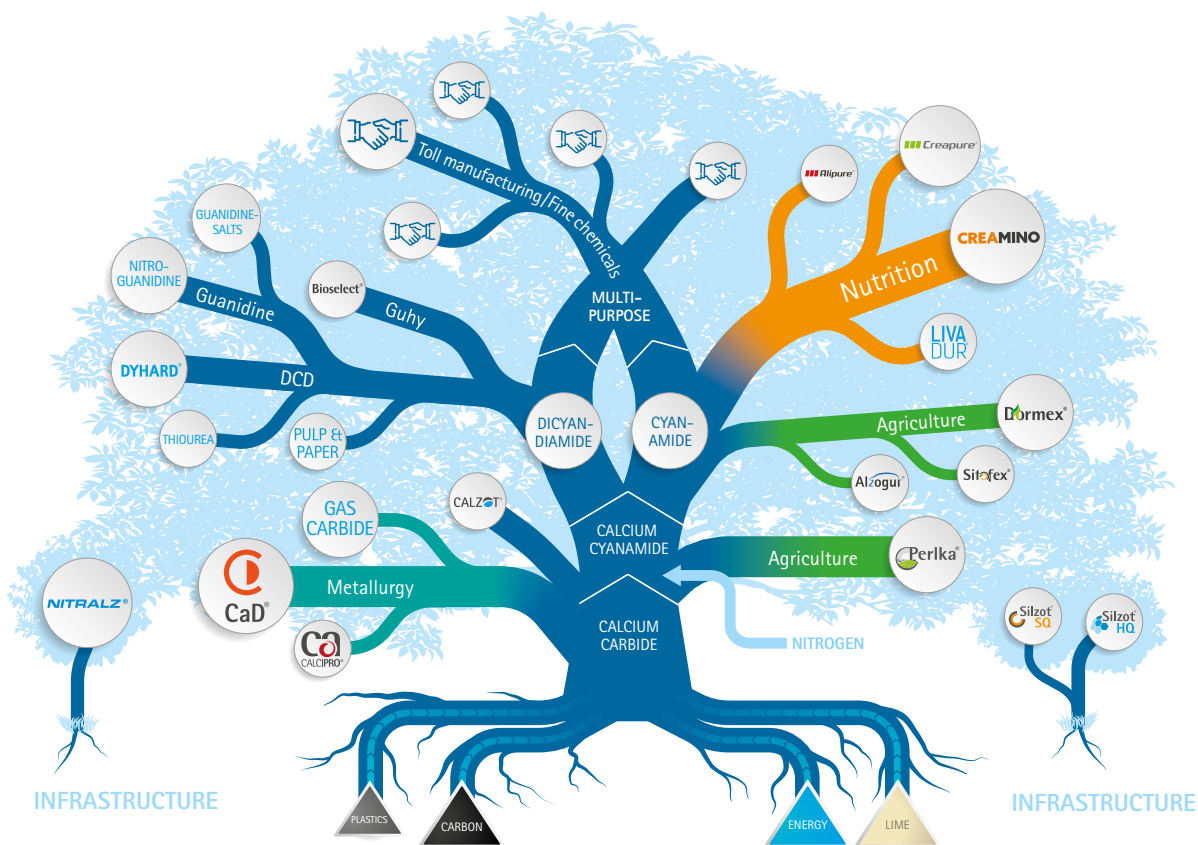 Toll manufacturing/Fine chemicals
Alipure®
Creapure®
CREAMINO
Nutrition
LIVA
DUR®
GUANIDINE-
SALTS
NITRO-
GUANIDINE
Guanidine
Bioselect®
Guhy
MULTI-
PURPOSE
DYHARD®
DCD
THIOUREA
PULP &
PAPER
DICYAN-
DIAMIDE
CYAN-
AMIDE
Agriculture
Dormex®
Alzogur®
Sitofex®
GAS
CARBIDE
CALZOT®
CALCIUM
CYANAMIDE
Agriculture
Perlka®
NITRALZ®
CaD®
Metallurgy
ca
CALCIPRO®
CALCIUM
CARBIDE
NITROGEN
Silzot®
SQ
Silzot®
HQ
INFRASTRUCTURE
INFRASTRUCTURE
PLASTICS
CARBON
ENERGY
LIME